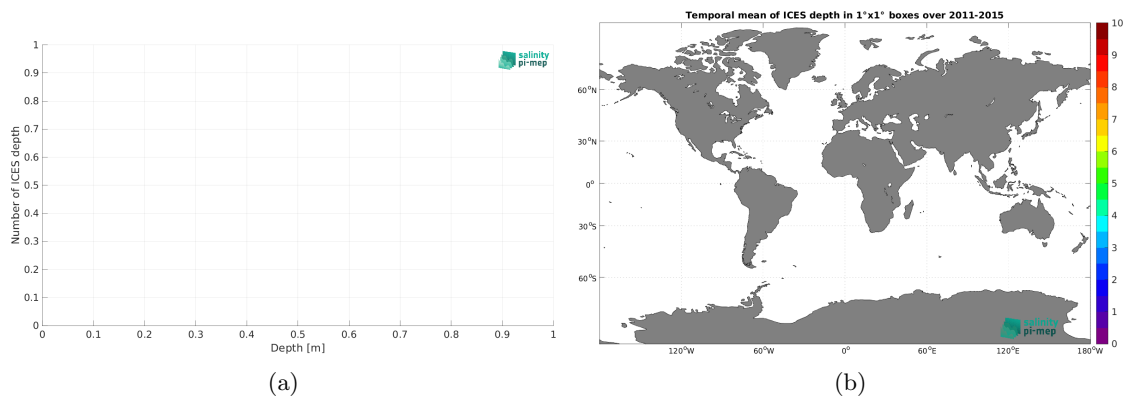 Temporal mean of ICES depth in 1°x1° boxes over 2011-2015
1
0.9
0.8
0.7
0.6
0.5
0.4
0.3
0.2
0.1
0
Number of ICES depth
0 0.1 0.2 0.3 0.4 0.5 0.6 0.7 0.8 0.9 1
Depth [m]
salinity
pi-mep
(a)
60°N
30°N
0°
30°S
60°S
120°W 60°W 0° 60°E 120°E 180°W
salinity
pi-mep
10
9
8
7
6
5
4
3
2
1
0
(b)